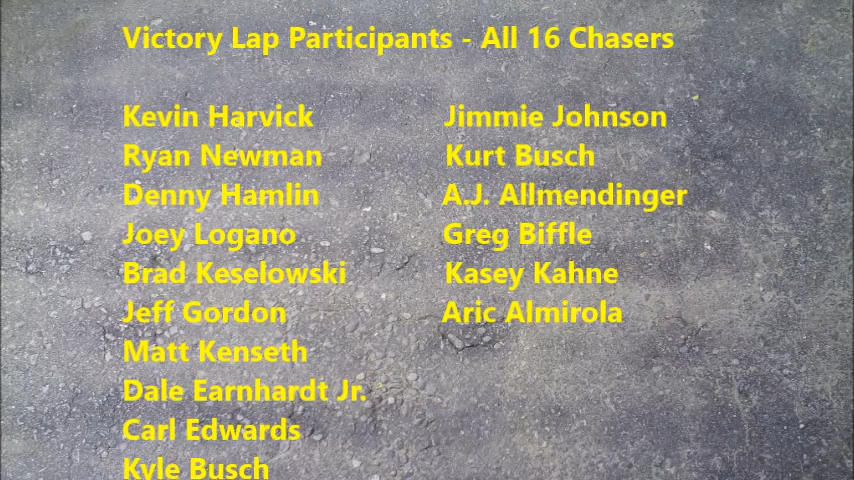 Victory Lap Participants - All 16 Chasers
Kevin Harvick
Ryan Newman
Denny Hamlin
Joey Logano
Brad Keselowski
Jeff Gordon
Matt Kenseth
Dale Earnhardt Jr.
Carl Edwards
Kyle Busch
Jimmie Johnson
Kurt Busch
A.J. Allmendinger
Greg Biffle
Kasey Kahne
Aric Almirola